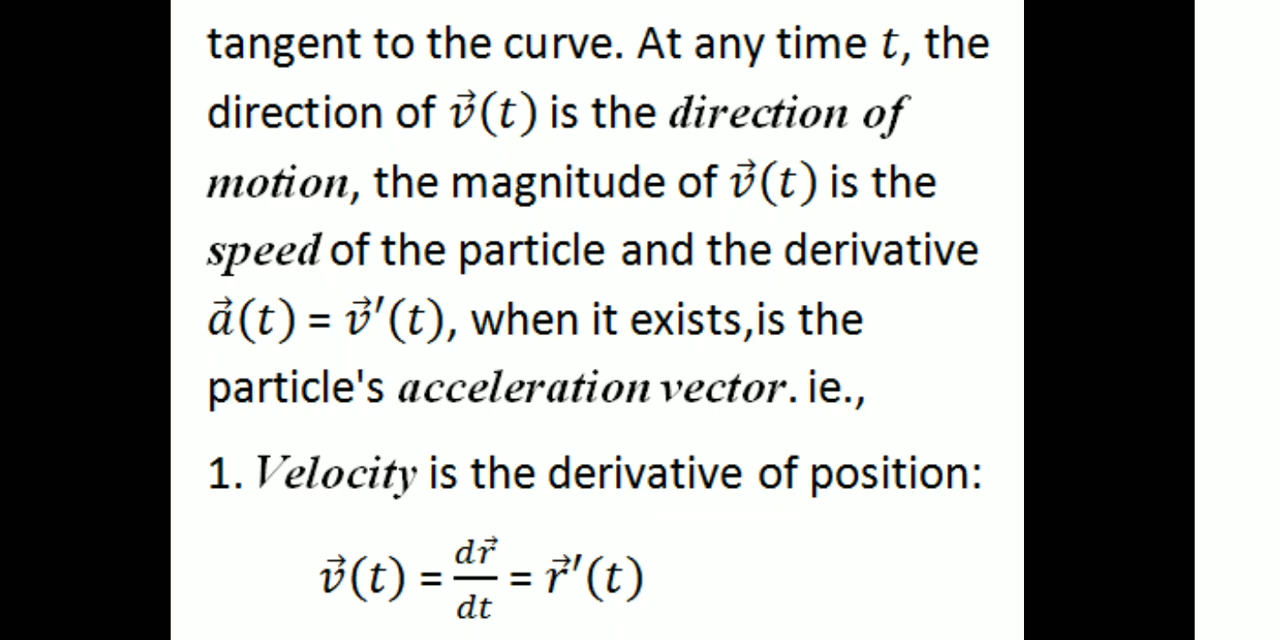 tangent to the curve. At any time t, the
direction of v⃗(t) is the direction of
motion, the magnitude of v⃗(t) is the
speed of the particle and the derivative
a⃗(t) = v⃗′(t), when it exists,is the
particle's acceleration vector. ie.,
1. Velocity is the derivative of position:
v⃗(t) = dr⃗/dt = r⃗′(t)